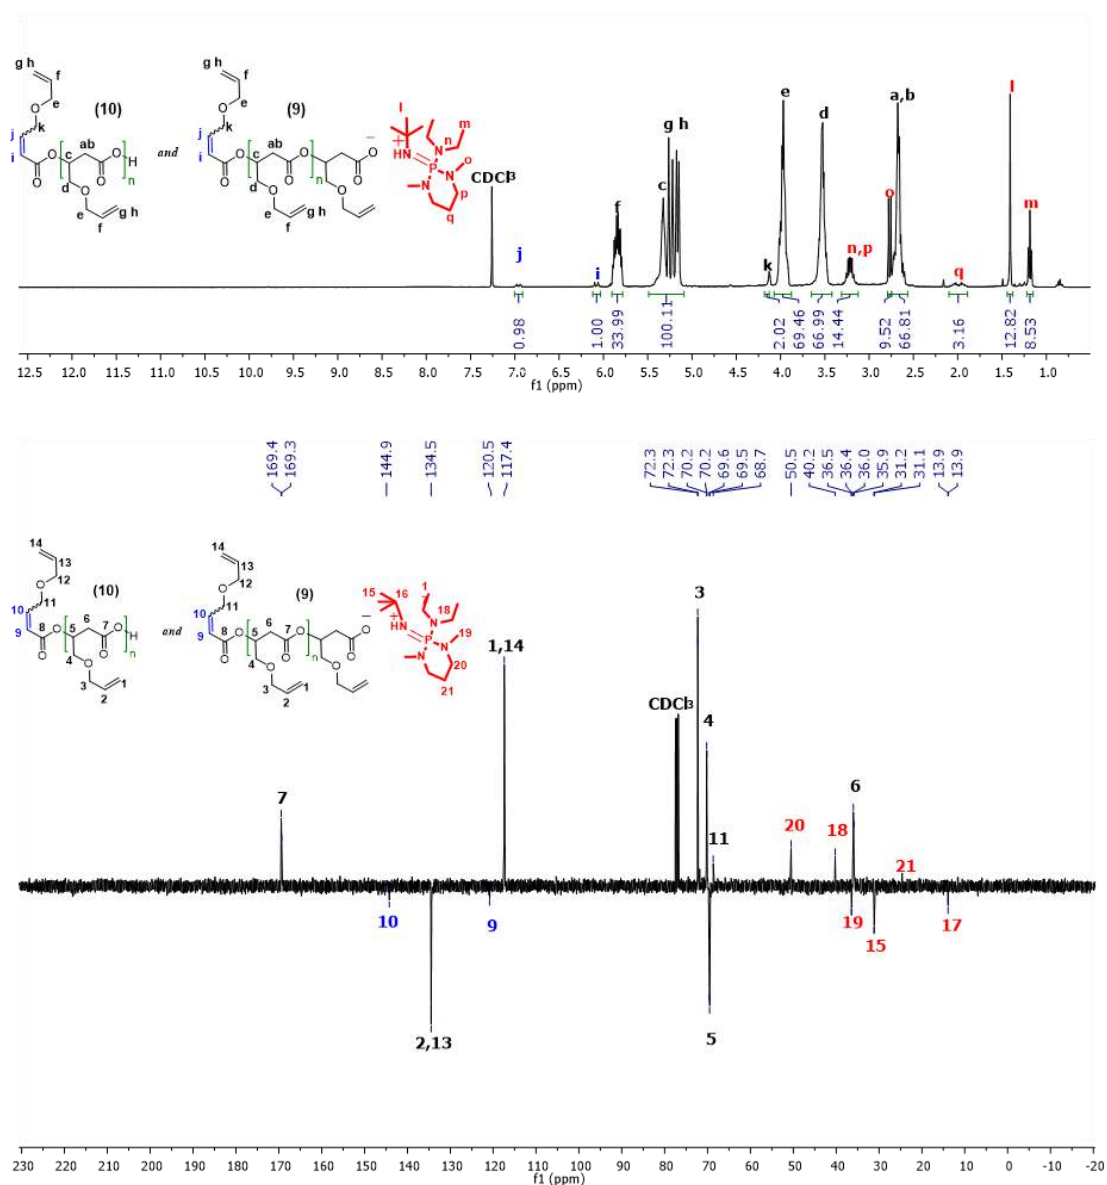 g h
f
e
(10)
k
j
i
ab
c
d
O
O
O
O
OH
n
e
f
g h
and
g h
f
e
(9)
k
j
i
ab
c
d
O
O
O
O
O
O
O
O⁻
n
e
f
g h
l
m
n
N
+
HN
P
N
N
o
p
q
CDCl3
j
i
f
c
g h
k
e
d
n,p
o
a,b
q
l
m
0.98
1.00
33.99
100.11
2.02
69.46
66.99
14.44
9.52
66.81
3.16
12.82
8.53
12.5 12.0 11.5 11.0 10.5 10.0 9.5 9.0 8.5 8.0 7.5 7.0 6.5 6.0 5.5 5.0 4.5 4.0 3.5 3.0 2.5 2.0 1.5 1.0
f1 (ppm)
169.4
169.3
144.9
134.5
120.5
117.4
72.3
72.3
70.2
70.2
69.6
69.5
68.7
50.5
40.2
36.5
36.4
36.0
35.9
31.2
31.1
13.9
13.9
14
13
12
(10)
O
11
10
9
8
O
O
5
6
7
O
OH
4
O
n
3
2
1
and
14
13
12
(9)
O
11
10
9
8
O
O
5
6
7
O
O
O⁻
O
4
O
n
O
3
2
1
15
16
1
18
N
+
HN
P
N
N
19
20
21
7
10
2,13
9
1,14
CDCl3
3
4
11
5
20
18
6
19
15
21
17
230 220 210 200 190 180 170 160 150 140 130 120 110 100 90 80 70 60 50 40 30 20 10 0 -10 -20
f1 (ppm)